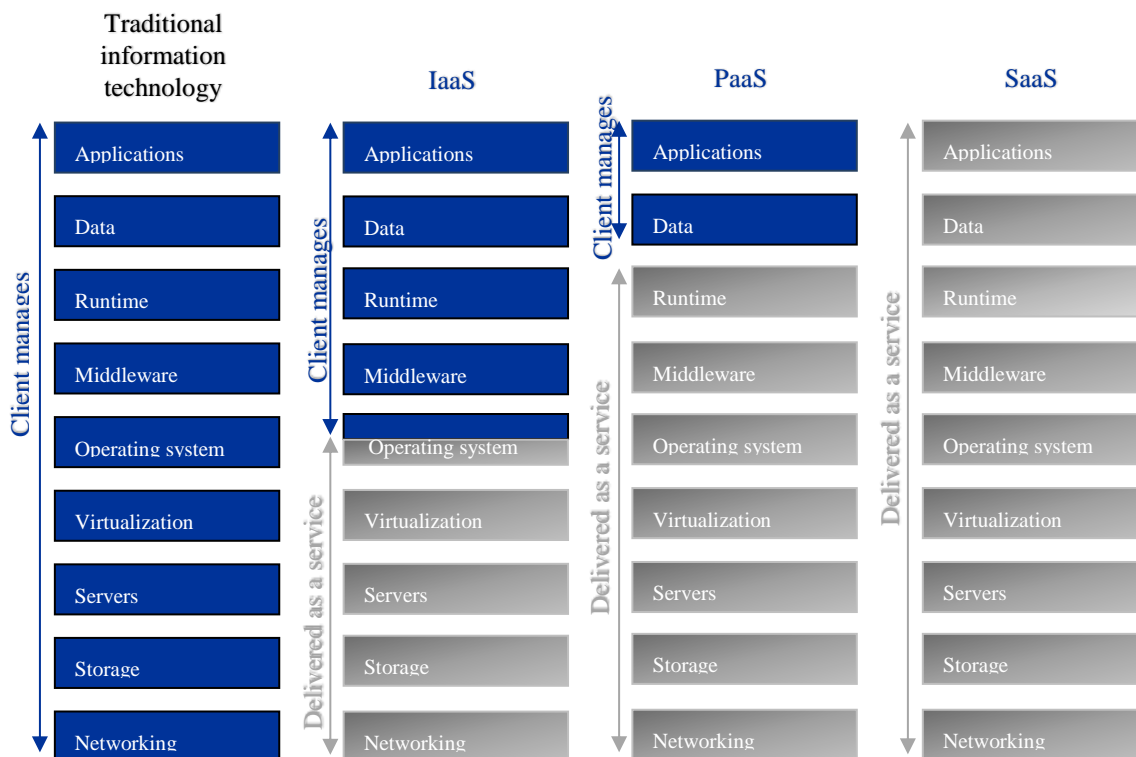 Traditional
information
technology
Client manages
Applications
Data
Runtime
Middleware
Operating system
Virtualization
Servers
Storage
Networking
IaaS
Client manages
Delivered as a service
Applications
Data
Runtime
Middleware
Operating system
Virtualization
Servers
Storage
Networking
PaaS
Client manages
Delivered as a service
Applications
Data
Runtime
Middleware
Operating system
Virtualization
Servers
Storage
Networking
SaaS
Delivered as a service
Applications
Data
Runtime
Middleware
Operating system
Virtualization
Servers
Storage
Networking